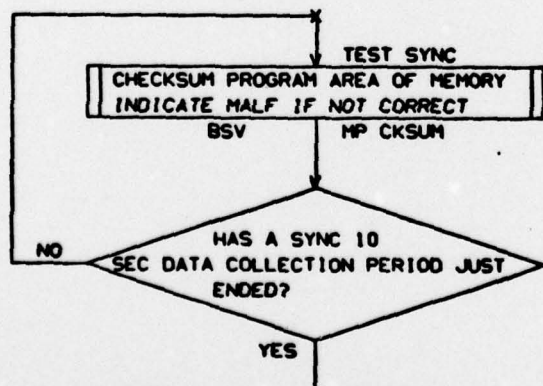 TEST SYNC
CHECKSUM PROGRAM AREA OF MEMORY
INDICATE MALF IF NOT CORRECT
BSV MP CKSUM
HAS A SYNC 10
SEC DATA COLLECTION PERIOD JUST
ENDED?
NO
YES